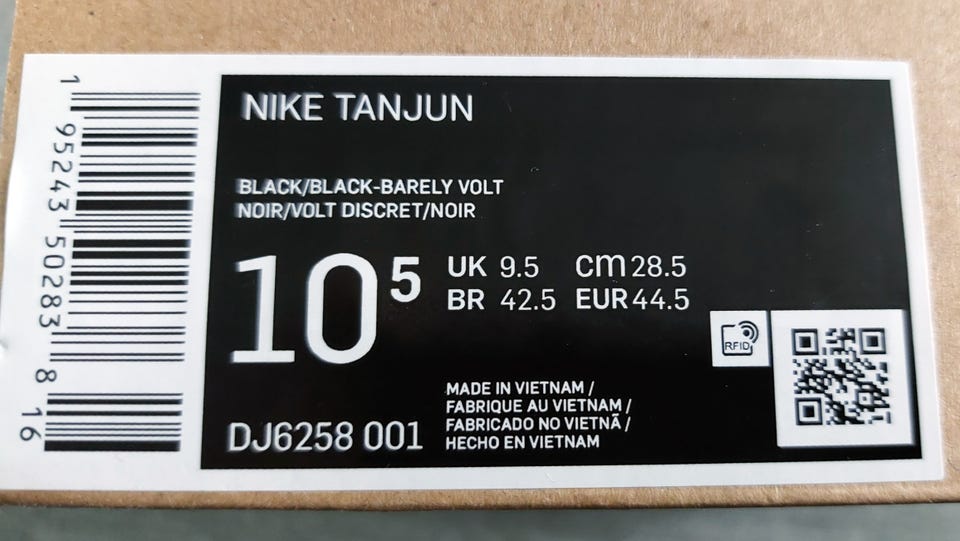 NIKE TANJUN
BLACK/BLACK-BARELY VOLT
NOIR/VOLT DISCRET/NOIR
10 5
UK 9.5 cm 28.5
BR 42.5 EUR 44.5
RFID
MADE IN VIETNAM /
FABRIQUE AU VIETNAM /
FABRICADO NO VIETNÃ /
HECHO EN VIETNAM
DJ6258 001
1 95243 50283 8 16